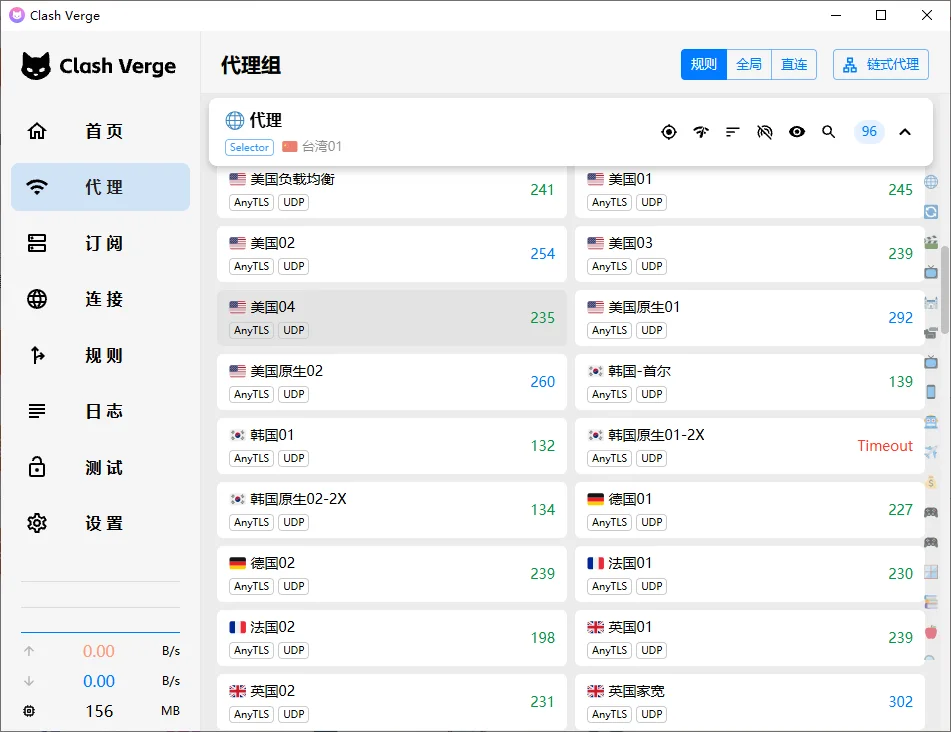 Clash Verge
Clash Verge
首页
代理
订阅
连接
规则
日志
测试
设置
0.00 B/s
0.00 B/s
156 MB
代理组
规则 全局 直连 链式代理
代理
Selector 台湾01
96
美国负载均衡
AnyTLS UDP
241
美国01
AnyTLS UDP
245
美国02
AnyTLS UDP
254
美国03
AnyTLS UDP
239
美国04
AnyTLS UDP
235
美国原生01
AnyTLS UDP
292
美国原生02
AnyTLS UDP
260
韩国-首尔
AnyTLS UDP
139
韩国01
AnyTLS UDP
132
韩国原生01-2X
AnyTLS UDP
Timeout
韩国原生02-2X
AnyTLS UDP
134
德国01
AnyTLS UDP
227
德国02
AnyTLS UDP
239
法国01
AnyTLS UDP
230
法国02
AnyTLS UDP
198
英国01
AnyTLS UDP
239
英国02
AnyTLS UDP
231
英国家宽
AnyTLS UDP
302